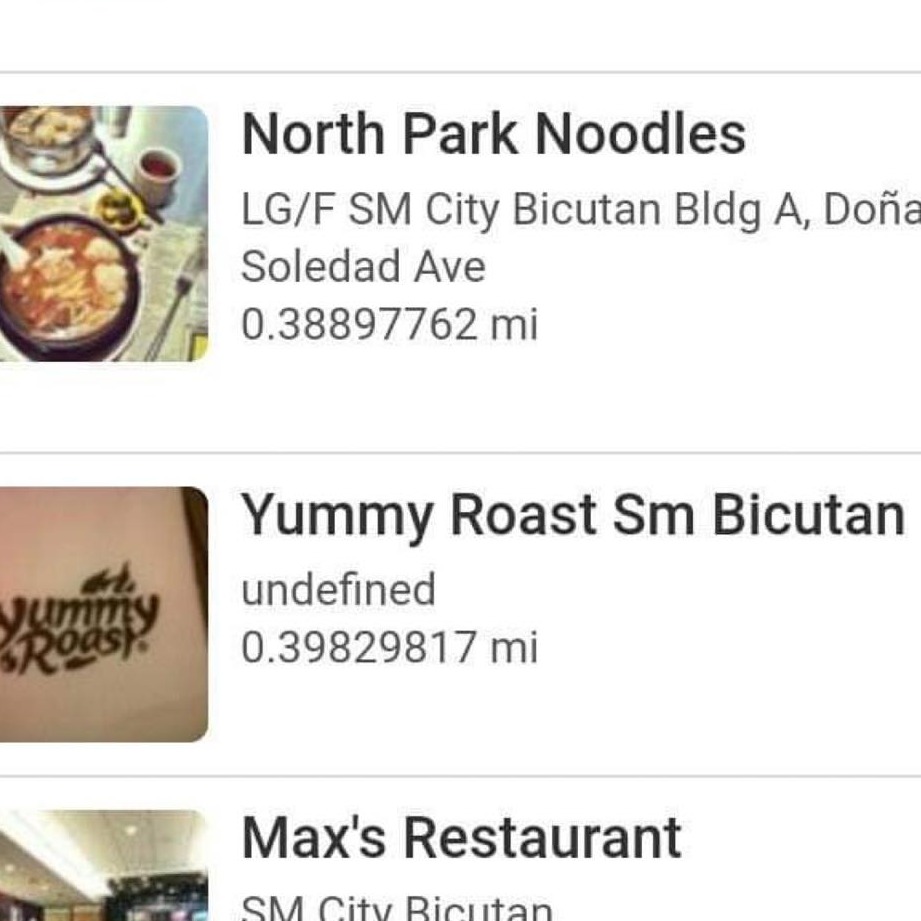 North Park Noodles
LG/F SM City Bicutan Bldg A, Doña
Soledad Ave
0.38897762 mi
Yummy Roast Sm Bicutan
undefined
0.39829817 mi
yummy
Roast
Max's Restaurant
SM City Bicutan